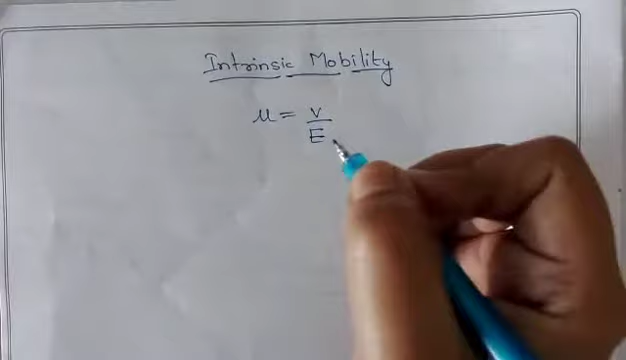 Intrinsic Mobility
μ = v/E